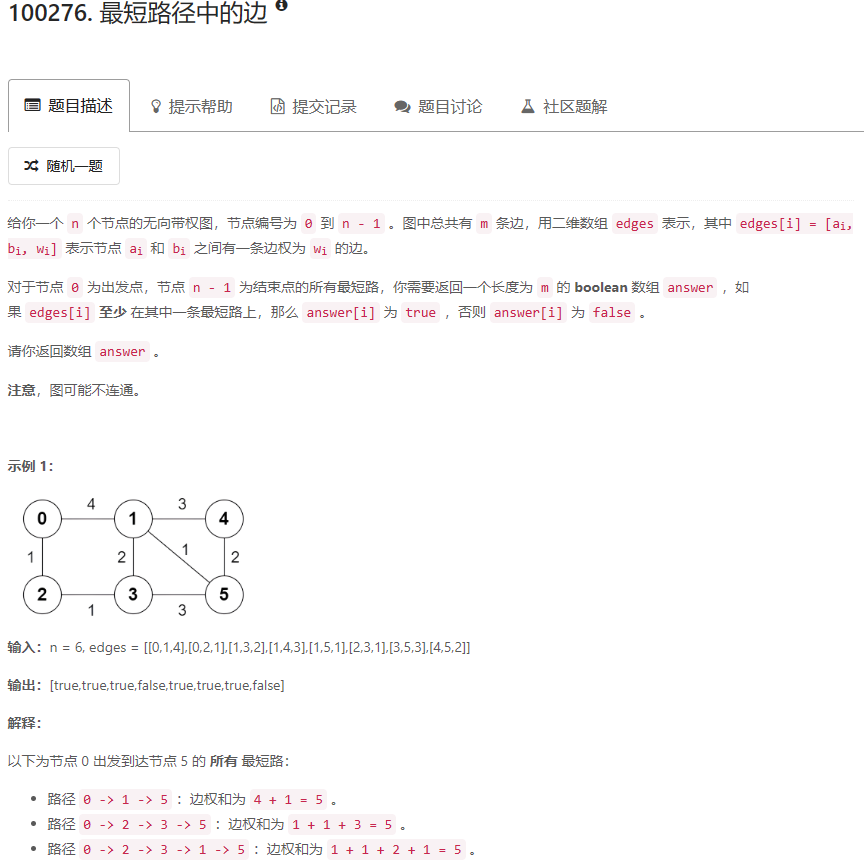 100276. 最短路径中的边
题目描述 提示帮助 提交记录 题目讨论 社区题解
随机一题
给你一个 n 个节点的无向带权图，节点编号为 0 到 n - 1 。图中总共有 m 条边，用二维数组 edges 表示，其中 edges[i] = [ai,
bi, wi] 表示节点 ai 和 bi 之间有一条边权为 wi 的边。
对于节点 0 为出发点，节点 n - 1 为结束点的所有最短路，你需要返回一个长度为 m 的 boolean 数组 answer ，如
果 edges[i] 至少 在其中一条最短路上，那么 answer[i] 为 true ，否则 answer[i] 为 false 。
请你返回数组 answer 。
注意，图可能不连通。
示例 1：
4 3
0 1 4
1 2 1 2
2 3 5
1 3
输入：n = 6, edges = [[0,1,4],[0,2,1],[1,3,2],[1,4,3],[1,5,1],[2,3,1],[3,5,3],[4,5,2]]
输出：[true,true,true,false,true,true,true,false]
解释：
以下为节点 0 出发到达节点 5 的 所有 最短路：
• 路径 0 -> 1 -> 5 ：边权和为 4 + 1 = 5 。
• 路径 0 -> 2 -> 3 -> 5 ：边权和为 1 + 1 + 3 = 5 。
• 路径 0 -> 2 -> 3 -> 1 -> 5 ：边权和为 1 + 1 + 2 + 1 = 5 。